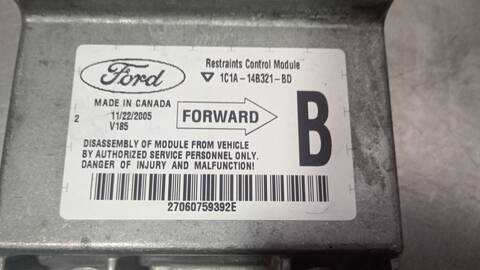 Ford
Restraints Control Module
1C1A-14B321-BD
MADE IN CANADA
11/22/2005
2
V185
FORWARD
B
DISASSEMBLY OF MODULE FROM VEHICLE
BY AUTHORIZED SERVICE PERSONNEL ONLY.
DANGER OF INJURY AND MALFUNCTION!
27060759392E